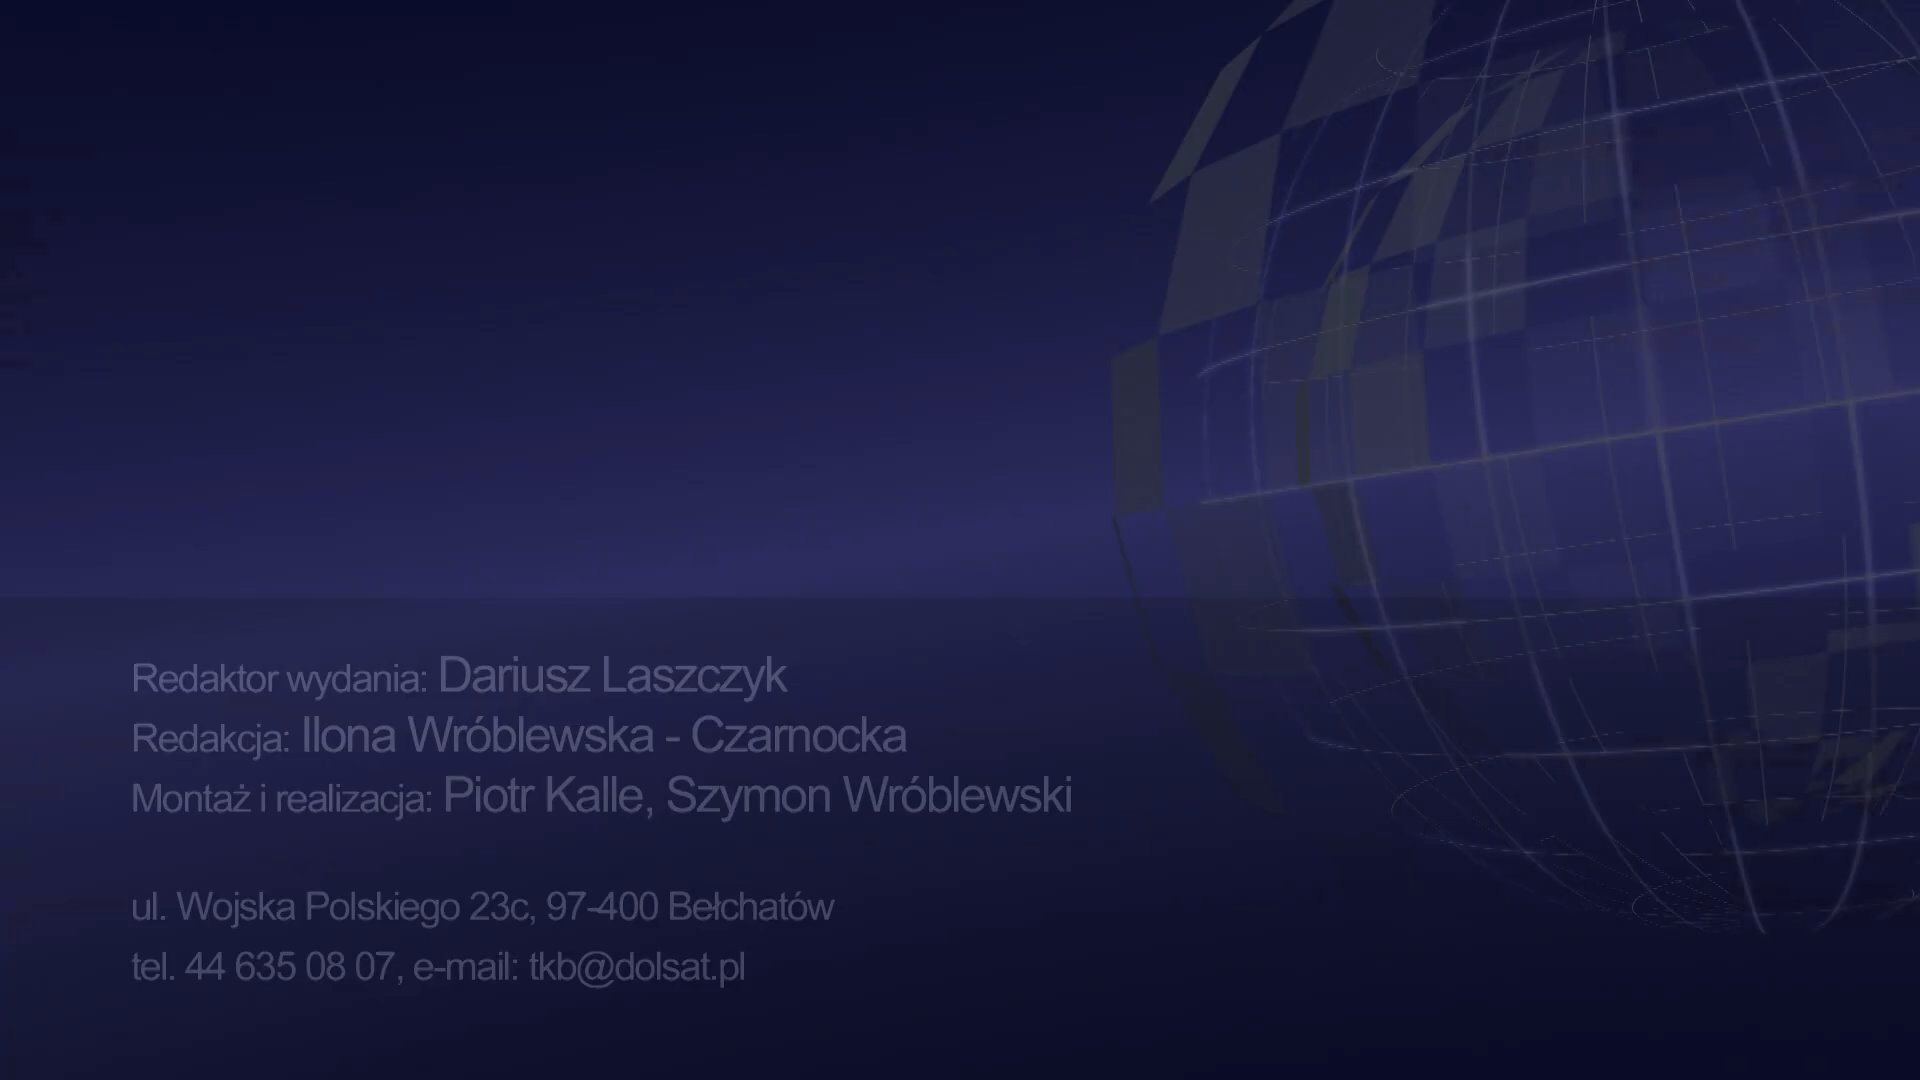 Redaktor wydania: Dariusz Laszczyk
Redakcja: Ilona Wróblewska - Czarnocka
Montaż i realizacja: Piotr Kalle, Szymon Wróblewski
ul. Wojska Polskiego 23c, 97-400 Bełchatów
tel. 44 635 08 07, e-mail: tkb@dolsat.pl